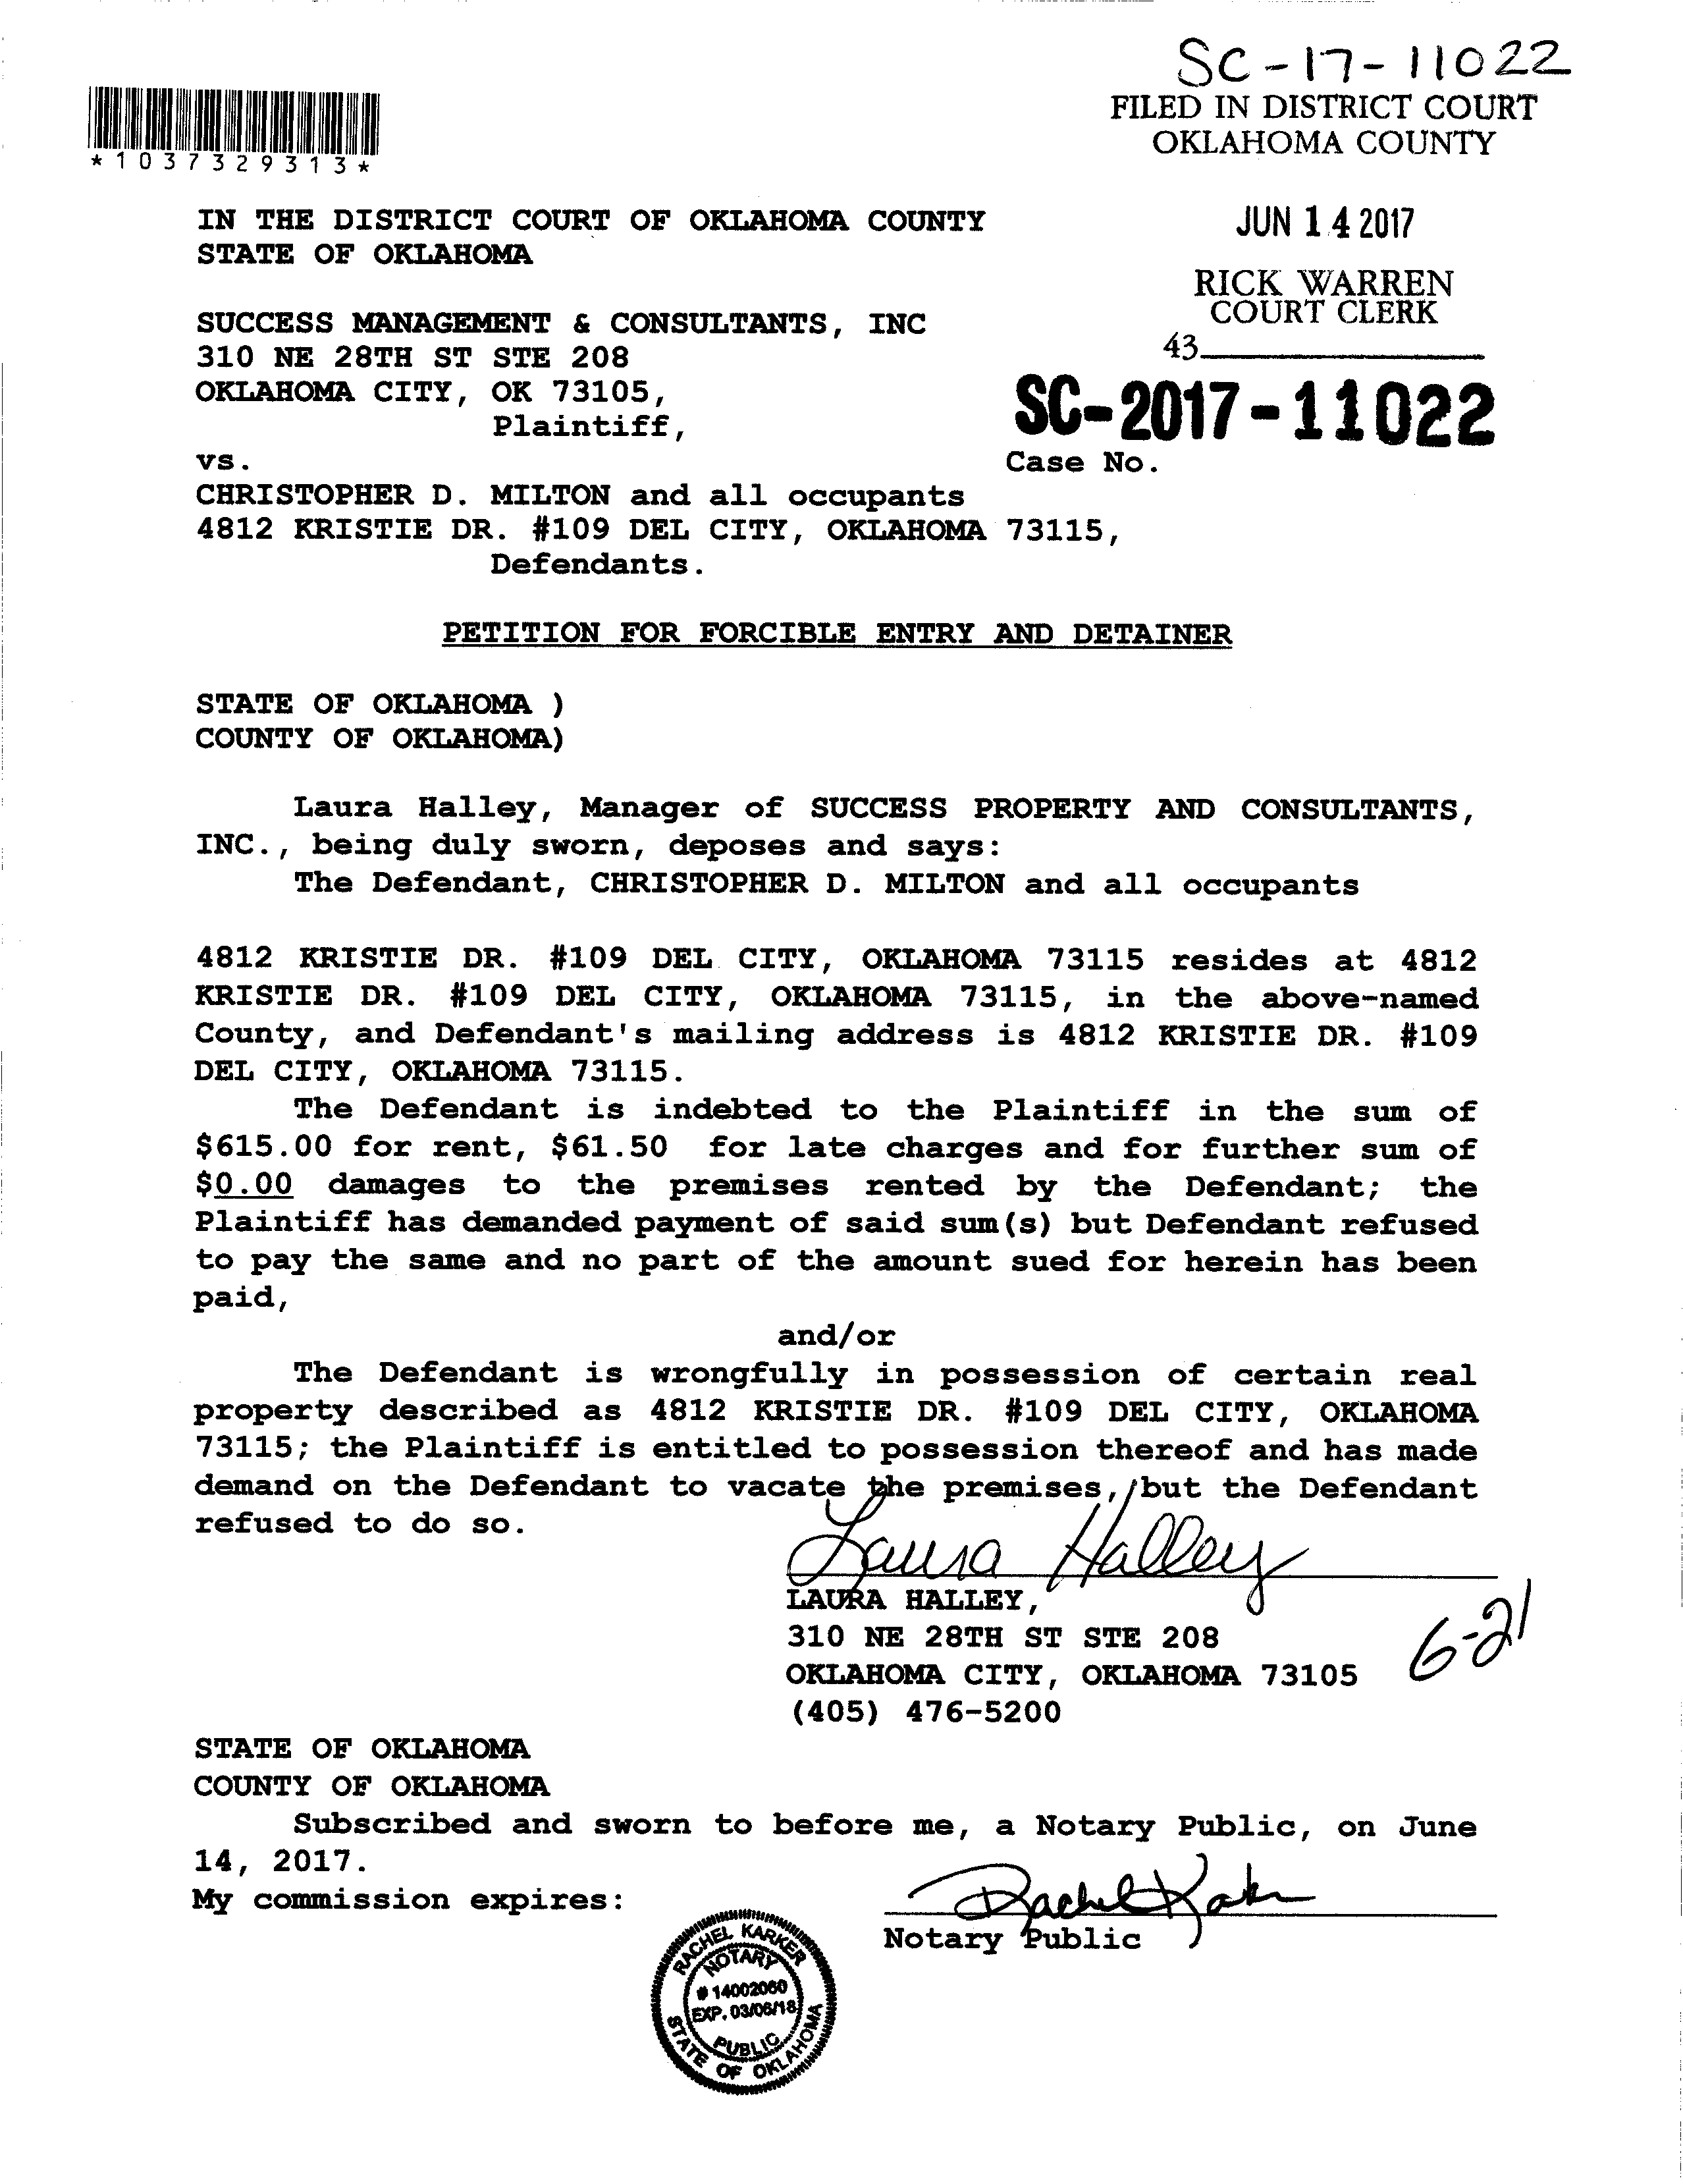 SC-17-11022
FILED IN DISTRICT COURT
OKLAHOMA COUNTY
*1037329313*
IN THE DISTRICT COURT OF OKLAHOMA COUNTY
STATE OF OKLAHOMA
JUN 14 2017
RICK WARREN
COURT CLERK
43
SUCCESS MANAGEMENT & CONSULTANTS, INC
310 NE 28TH ST STE 208
OKLAHOMA CITY, OK 73105,
Plaintiff,
SC-2017-11022
vs.
Case No.
CHRISTOPHER D. MILTON and all occupants
4812 KRISTIE DR. #109 DEL CITY, OKLAHOMA 73115,
Defendants.
PETITION FOR FORCIBLE ENTRY AND DETAINER
STATE OF OKLAHOMA )
COUNTY OF OKLAHOMA)
Laura Halley, Manager of SUCCESS PROPERTY AND CONSULTANTS,
INC., being duly sworn, deposes and says:
The Defendant, CHRISTOPHER D. MILTON and all occupants
4812 KRISTIE DR. #109 DEL CITY, OKLAHOMA 73115 resides at 4812
KRISTIE DR. #109 DEL CITY, OKLAHOMA 73115, in the above-named
County, and Defendant's mailing address is 4812 KRISTIE DR. #109
DEL CITY, OKLAHOMA 73115.
The Defendant is indebted to the Plaintiff in the sum of
$615.00 for rent, $61.50 for late charges and for further sum of
$0.00 damages to the premises rented by the Defendant; the
Plaintiff has demanded payment of said sum(s) but Defendant refused
to pay the same and no part of the amount sued for herein has been
paid,
and/or
The Defendant is wrongfully in possession of certain real
property described as 4812 KRISTIE DR. #109 DEL CITY, OKLAHOMA
73115; the Plaintiff is entitled to possession thereof and has made
demand on the Defendant to vacate the premises, but the Defendant
refused to do so.
Laura Halley
LAURA HALLEY,
310 NE 28TH ST STE 208
OKLAHOMA CITY, OKLAHOMA 73105
(405) 476-5200
6-21
STATE OF OKLAHOMA
COUNTY OF OKLAHOMA
Subscribed and sworn to before me, a Notary Public, on June
14, 2017.
My commission expires:
Rachel Karker
Notary Public
RACHEL KARKER
NOTARY
# 14002060
EXP. 03/06/18
PUBLIC
STATE OF OKLAHOMA